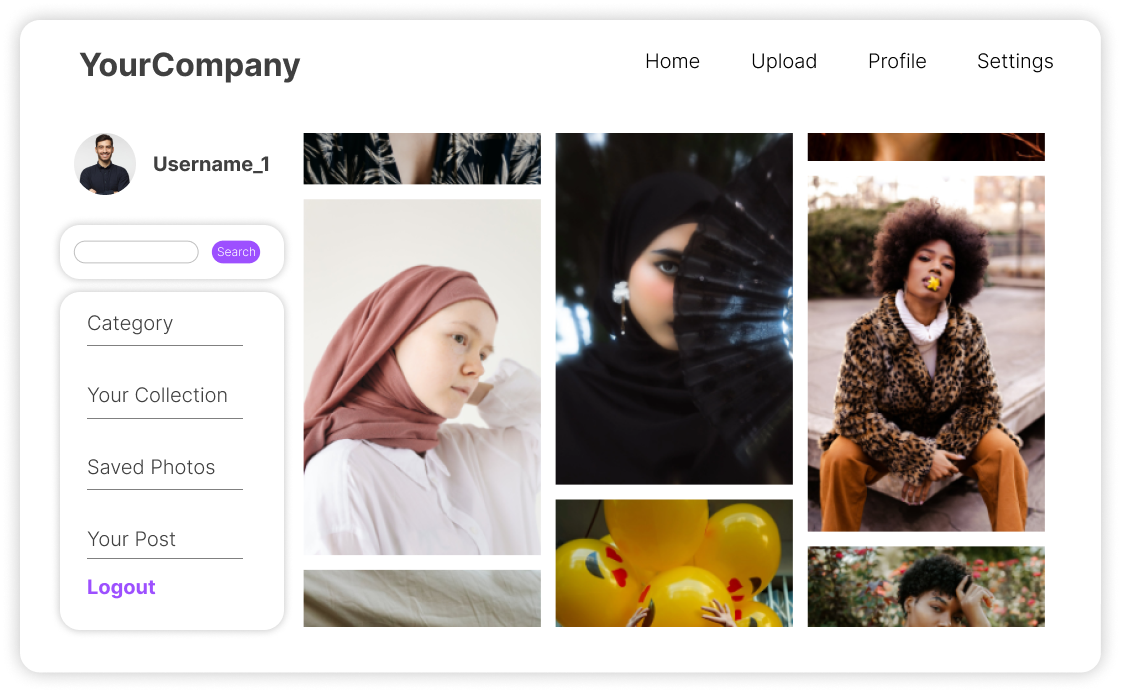 YourCompany
Home
Upload
Profile
Settings
Username_1
Search
Category
Your Collection
Saved Photos
Your Post
Logout